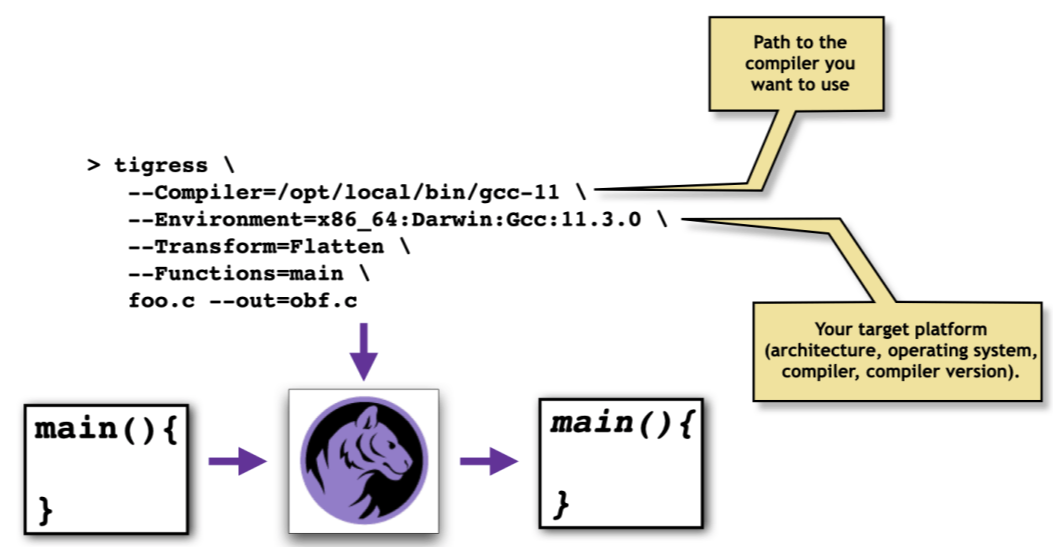 Path to the
compiler you
want to use
> tigress \
--Compiler=/opt/local/bin/gcc-11 \
--Environment=x86_64:Darwin:Gcc:11.3.0 \
--Transform=Flatten \
--Functions=main \
foo.c --out=obf.c
Your target platform
(architecture, operating system,
compiler, compiler version).
main(){
}
main(){
}